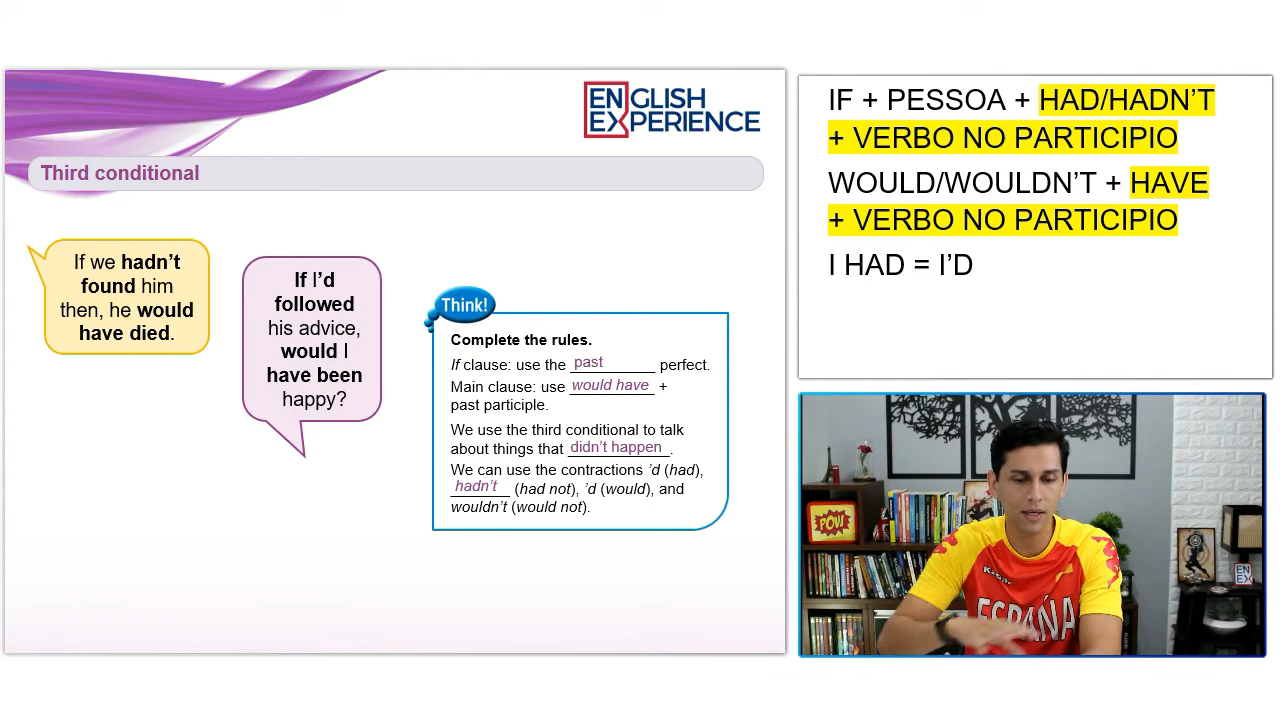 ENGLISH
EXPERIENCE
Third conditional
If we hadn't
found him
then, he would
have died.
If I'd
followed
his advice,
would I
have been
happy?
Think!
Complete the rules.
If clause: use the past perfect.
Main clause: use would have +
past participle.
We use the third conditional to talk
about things that didn't happen.
We can use the contractions 'd (had),
hadn't (had not), 'd (would), and
wouldn't (would not).
IF + PESSOA + HAD/HADN'T
+ VERBO NO PARTICIPIO
WOULD/WOULDN'T + HAVE
+ VERBO NO PARTICIPIO
I HAD = I'D
POW!
Kelme
ESPAÑA
EN
EX